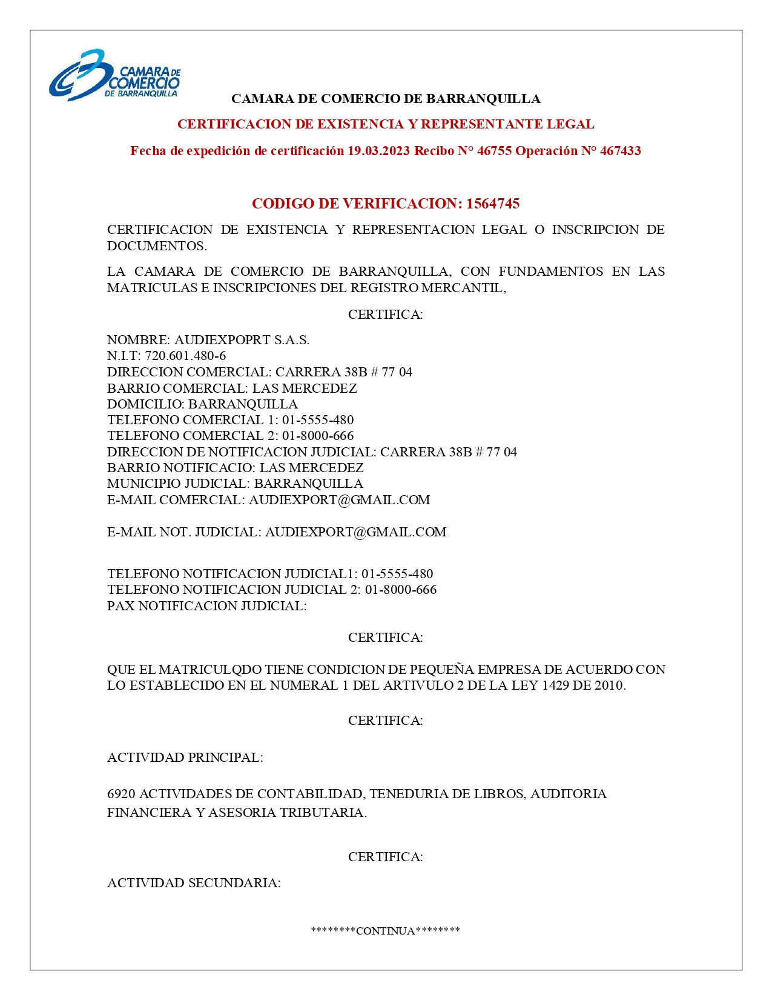 CAMARA DE
COMERCIO
DE BARRANQUILLA
CAMARA DE COMERCIO DE BARRANQUILLA
CERTIFICACION DE EXISTENCIA Y REPRESENTANTE LEGAL
Fecha de expedición de certificación 19.03.2023 Recibo N° 46755 Operación N° 467433
CODIGO DE VERIFICACION: 1564745
CERTIFICACION DE EXISTENCIA Y REPRESENTACION LEGAL O INSCRIPCION DE
DOCUMENTOS.
LA CAMARA DE COMERCIO DE BARRANQUILLA, CON FUNDAMENTOS EN LAS
MATRICULAS E INSCRIPCIONES DEL REGISTRO MERCANTIL,
CERTIFICA:
NOMBRE: AUDIEXPOPRT S.A.S.
N.I.T: 720.601.480-6
DIRECCION COMERCIAL: CARRERA 38B # 77 04
BARRIO COMERCIAL: LAS MERCEDEZ
DOMICILIO: BARRANQUILLA
TELEFONO COMERCIAL 1: 01-5555-480
TELEFONO COMERCIAL 2: 01-8000-666
DIRECCION DE NOTIFICACION JUDICIAL: CARRERA 38B # 77 04
BARRIO NOTIFICACIO: LAS MERCEDEZ
MUNICIPIO JUDICIAL: BARRANQUILLA
E-MAIL COMERCIAL: AUDIEXPORT@GMAIL.COM
E-MAIL NOT. JUDICIAL: AUDIEXPORT@GMAIL.COM
TELEFONO NOTIFICACION JUDICIAL1: 01-5555-480
TELEFONO NOTIFICACION JUDICIAL 2: 01-8000-666
PAX NOTIFICACION JUDICIAL:
CERTIFICA:
QUE EL MATRICULQDO TIENE CONDICION DE PEQUEÑA EMPRESA DE ACUERDO CON
LO ESTABLECIDO EN EL NUMERAL 1 DEL ARTIVULO 2 DE LA LEY 1429 DE 2010.
CERTIFICA:
ACTIVIDAD PRINCIPAL:
6920 ACTIVIDADES DE CONTABILIDAD, TENEDURIA DE LIBROS, AUDITORIA
FINANCIERA Y ASESORIA TRIBUTARIA.
CERTIFICA:
ACTIVIDAD SECUNDARIA:
********CONTINUA********